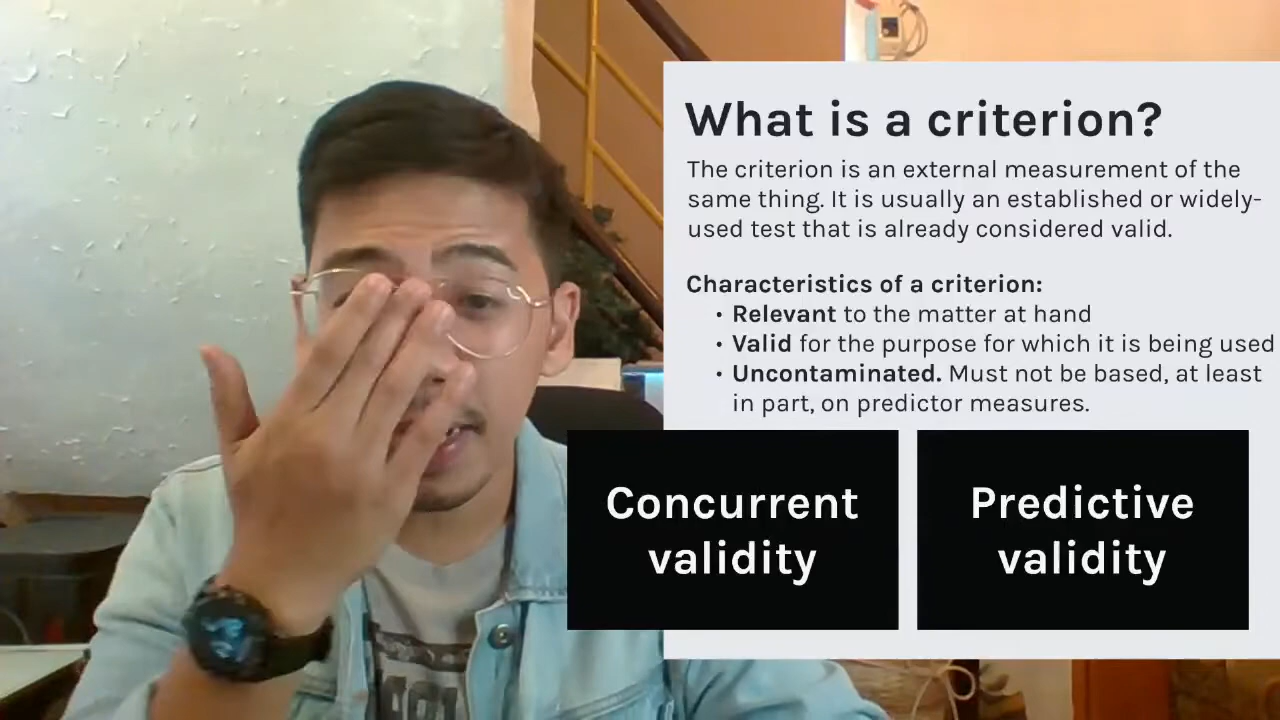 What is a criterion?
The criterion is an external measurement of the
same thing. It is usually an established or widely-
used test that is already considered valid.
Characteristics of a criterion:
• Relevant to the matter at hand
• Valid for the purpose for which it is being used
• Uncontaminated. Must not be based, at least
in part, on predictor measures.
Concurrent
validity
Predictive
validity